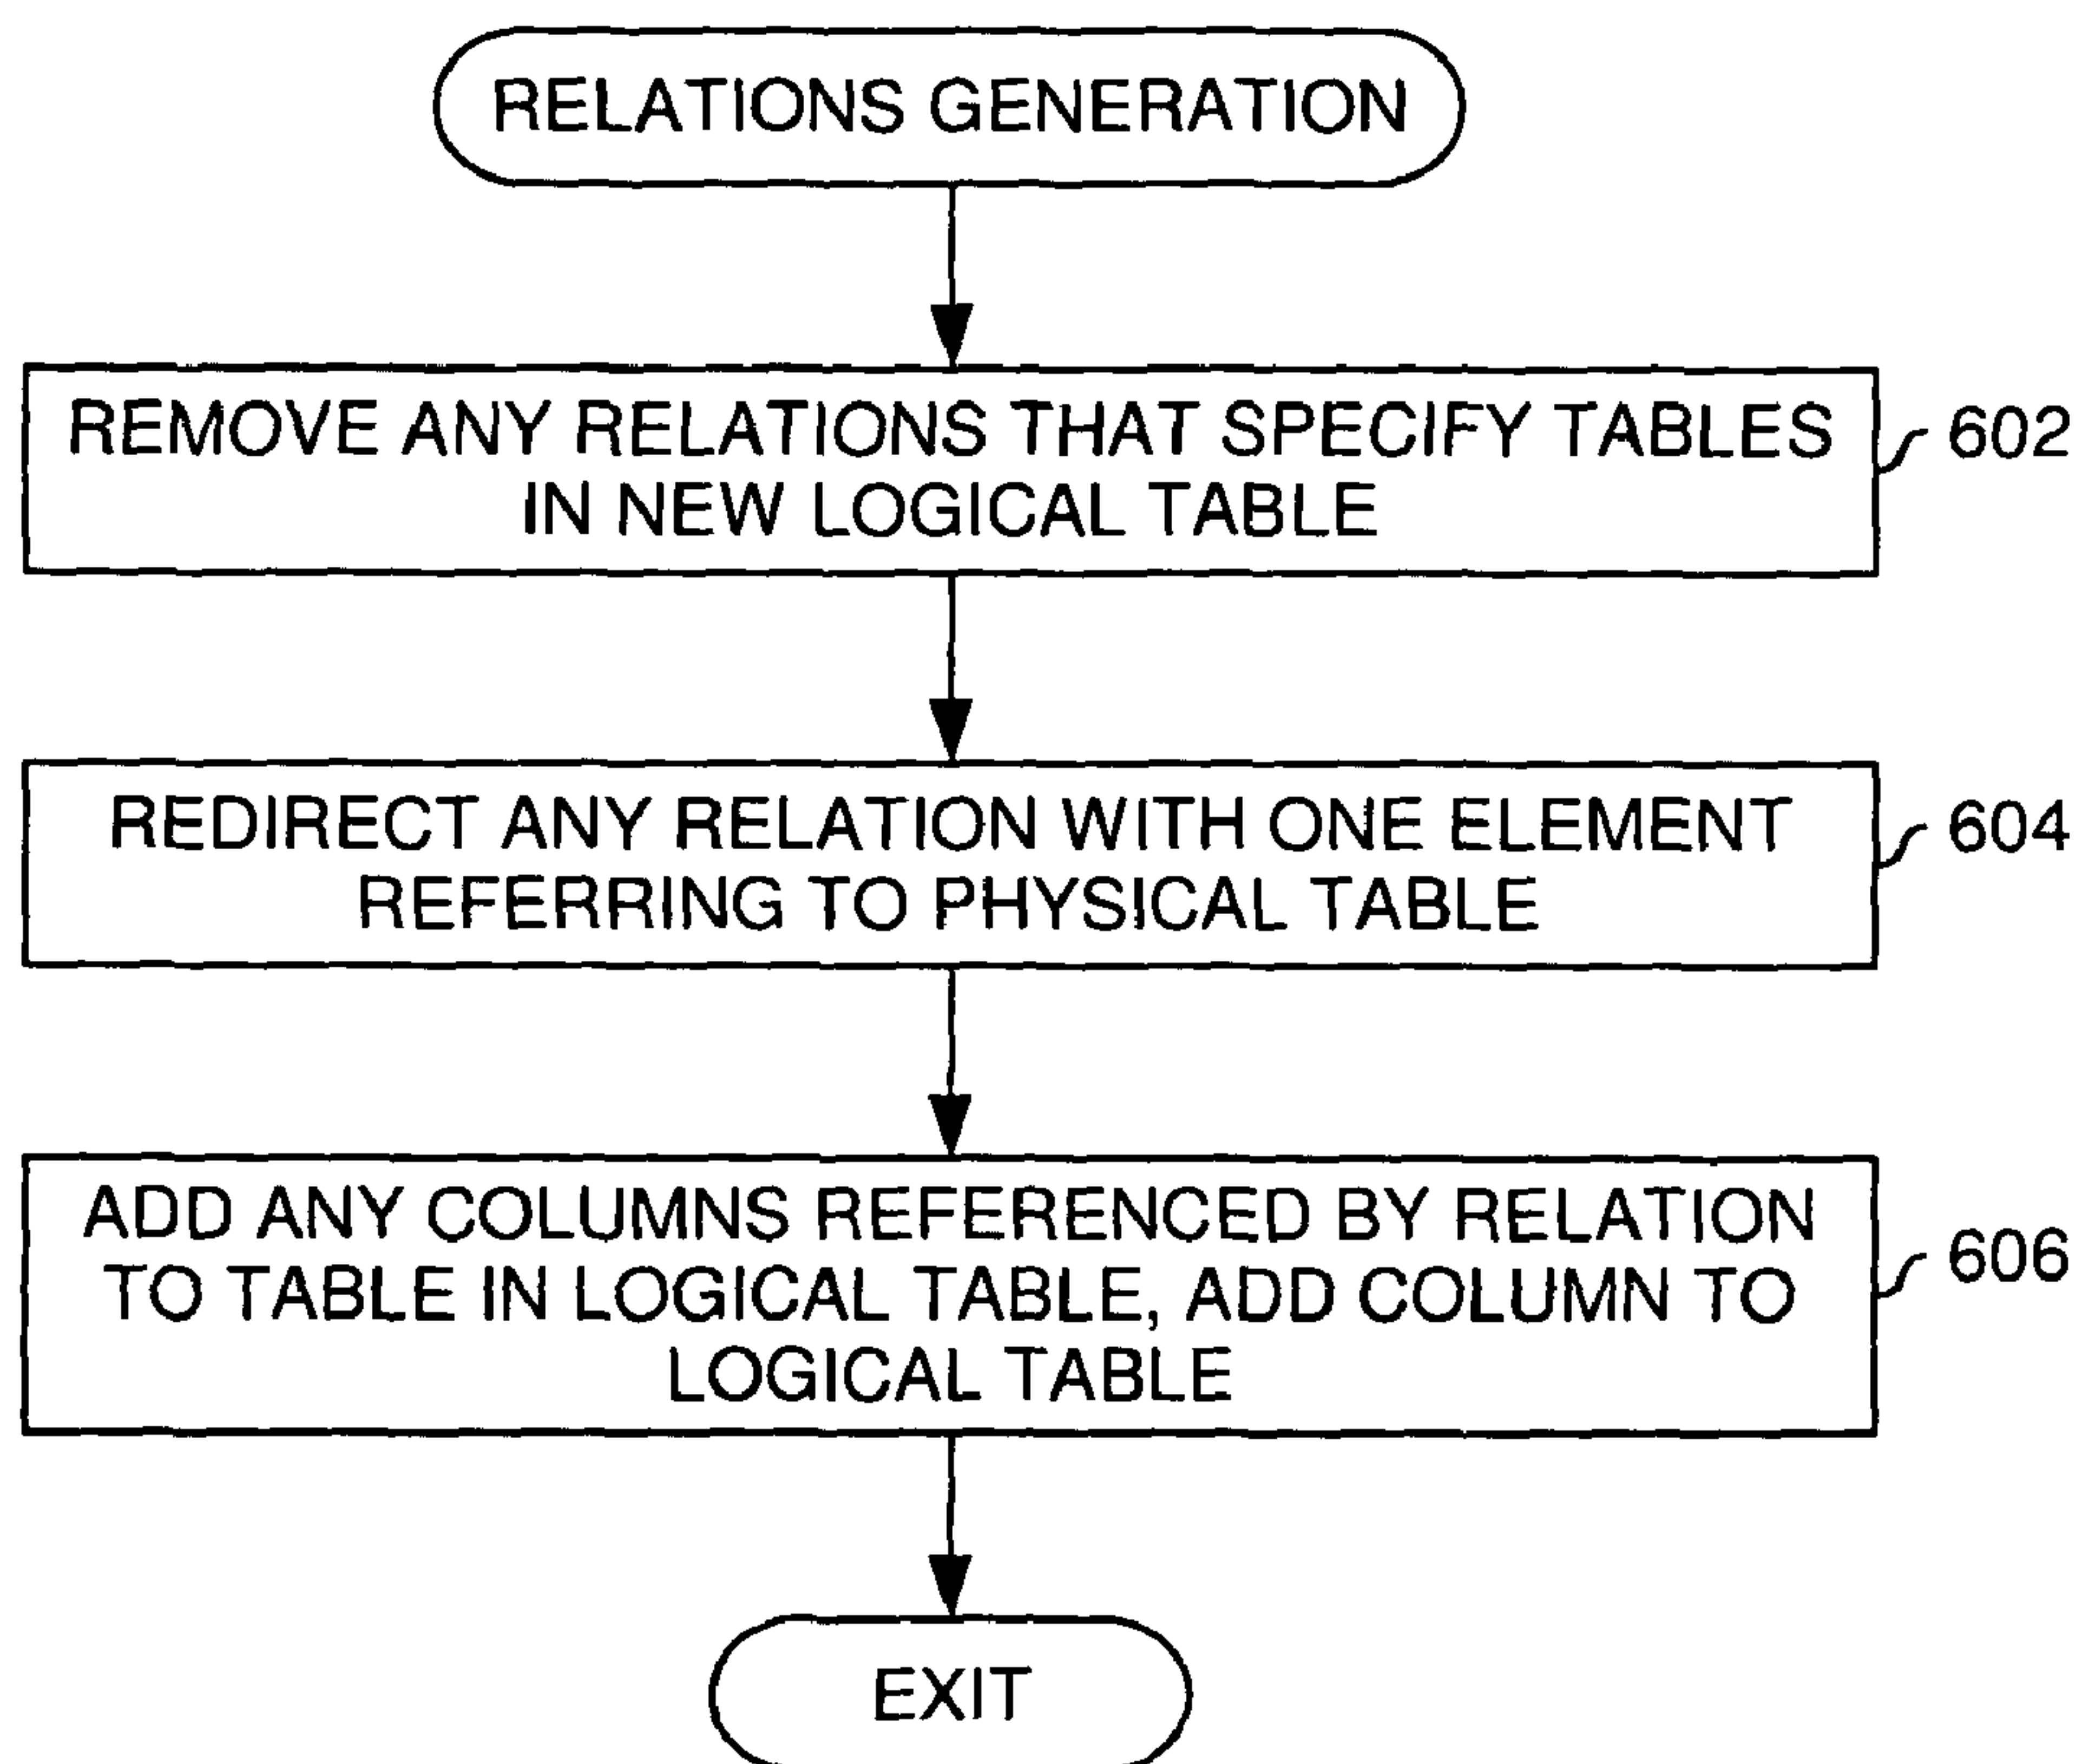 RELATIONS GENERATION
REMOVE ANY RELATIONS THAT SPECIFY TABLES
IN NEW LOGICAL TABLE
602
REDIRECT ANY RELATION WITH ONE ELEMENT
REFERRING TO PHYSICAL TABLE
604
ADD ANY COLUMNS REFERENCED BY RELATION
TO TABLE IN LOGICAL TABLE, ADD COLUMN TO
LOGICAL TABLE
606
EXIT